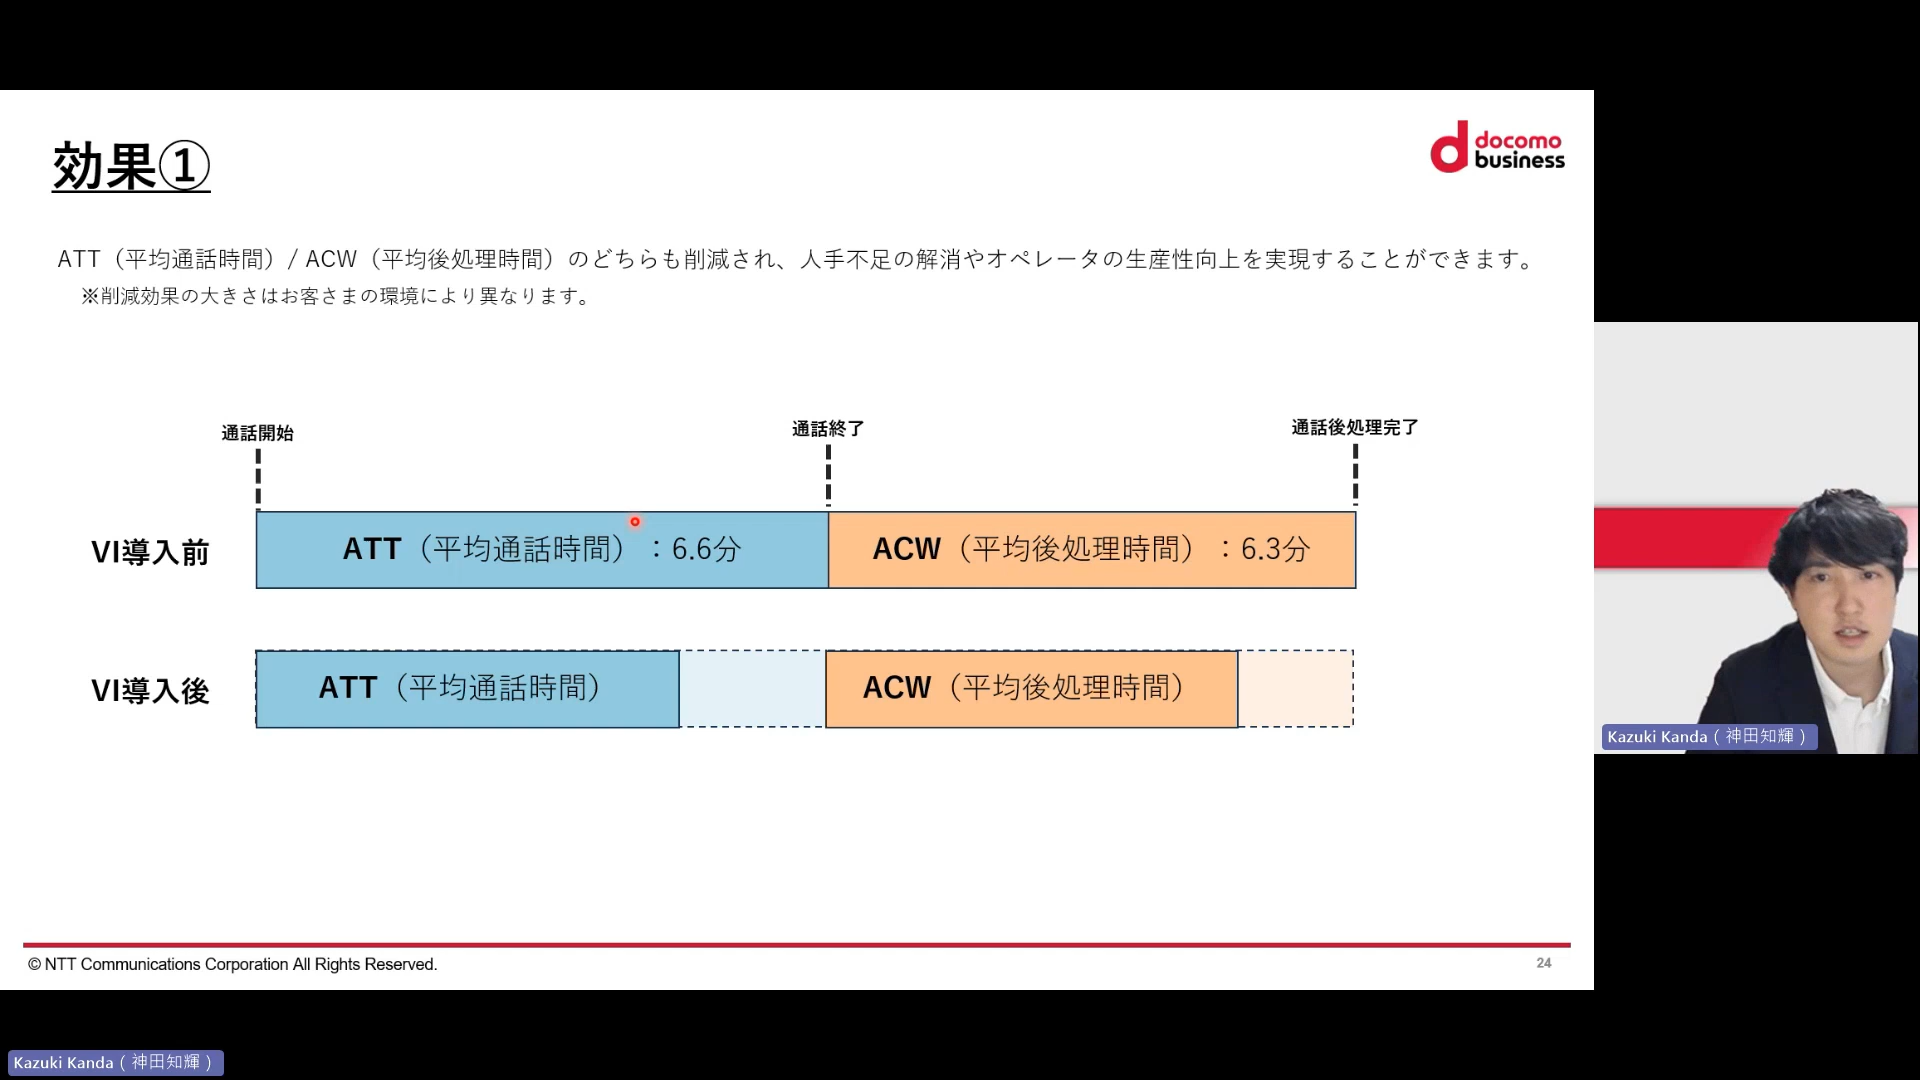 効果①
docomo
business
ATT（平均通話時間）/ ACW（平均後処理時間）のどちらも削減され、人手不足の解消やオペレータの生産性向上を実現することができます。
※削減効果の大きさはお客さまの環境により異なります。
通話開始
通話終了
通話後処理完了
VI導入前
ATT（平均通話時間）：6.6分
ACW（平均後処理時間）：6.3分
VI導入後
ATT（平均通話時間）
ACW（平均後処理時間）
Kazuki Kanda ( 神田知輝 )
© NTT Communications Corporation All Rights Reserved.
24
Kazuki Kanda ( 神田知輝 )